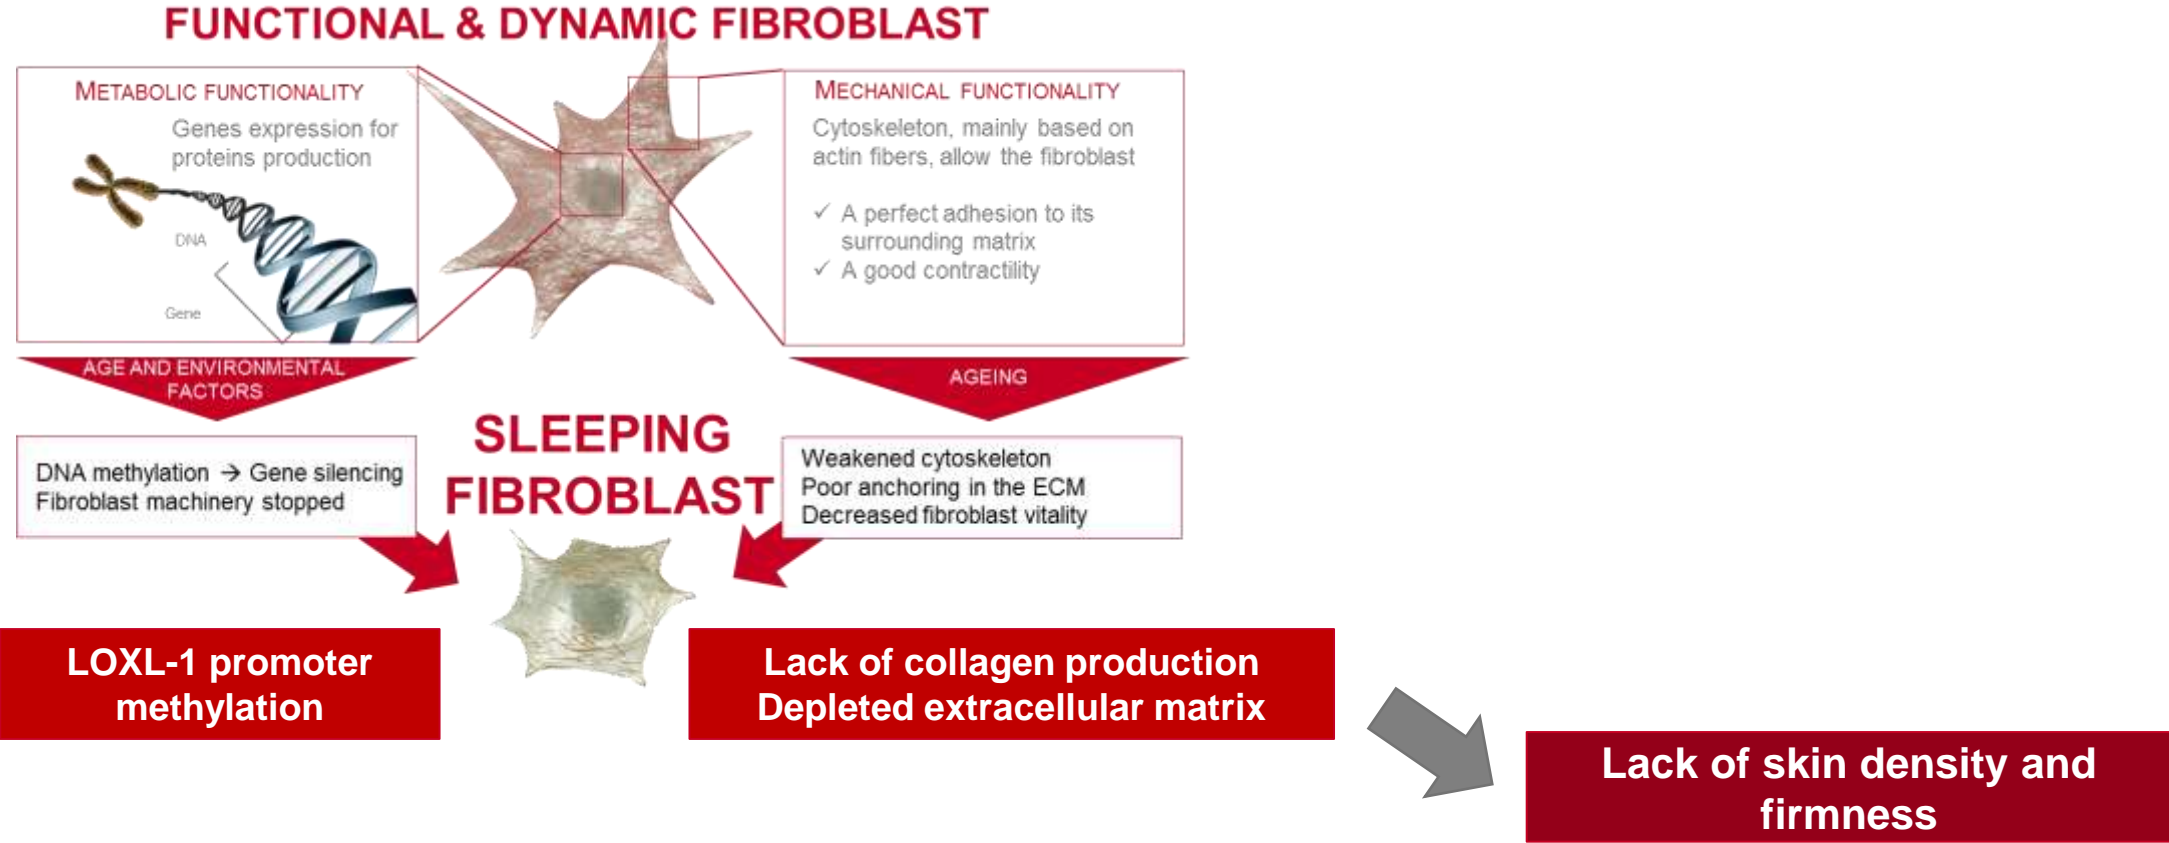 FUNCTIONAL & DYNAMIC FIBROBLAST
METABOLIC FUNCTIONALITY
Genes expression for
proteins production
DNA
Gene
MECHANICAL FUNCTIONALITY
Cytoskeleton, mainly based on
actin fibers, allow the fibroblast
✓ A perfect adhesion to its
surrounding matrix
✓ A good contractility
AGE AND ENVIRONMENTAL
FACTORS
AGEING
SLEEPING
FIBROBLAST
DNA methylation → Gene silencing
Fibroblast machinery stopped
Weakened cytoskeleton
Poor anchoring in the ECM
Decreased fibroblast vitality
LOXL-1 promoter
methylation
Lack of collagen production
Depleted extracellular matrix
Lack of skin density and
firmness